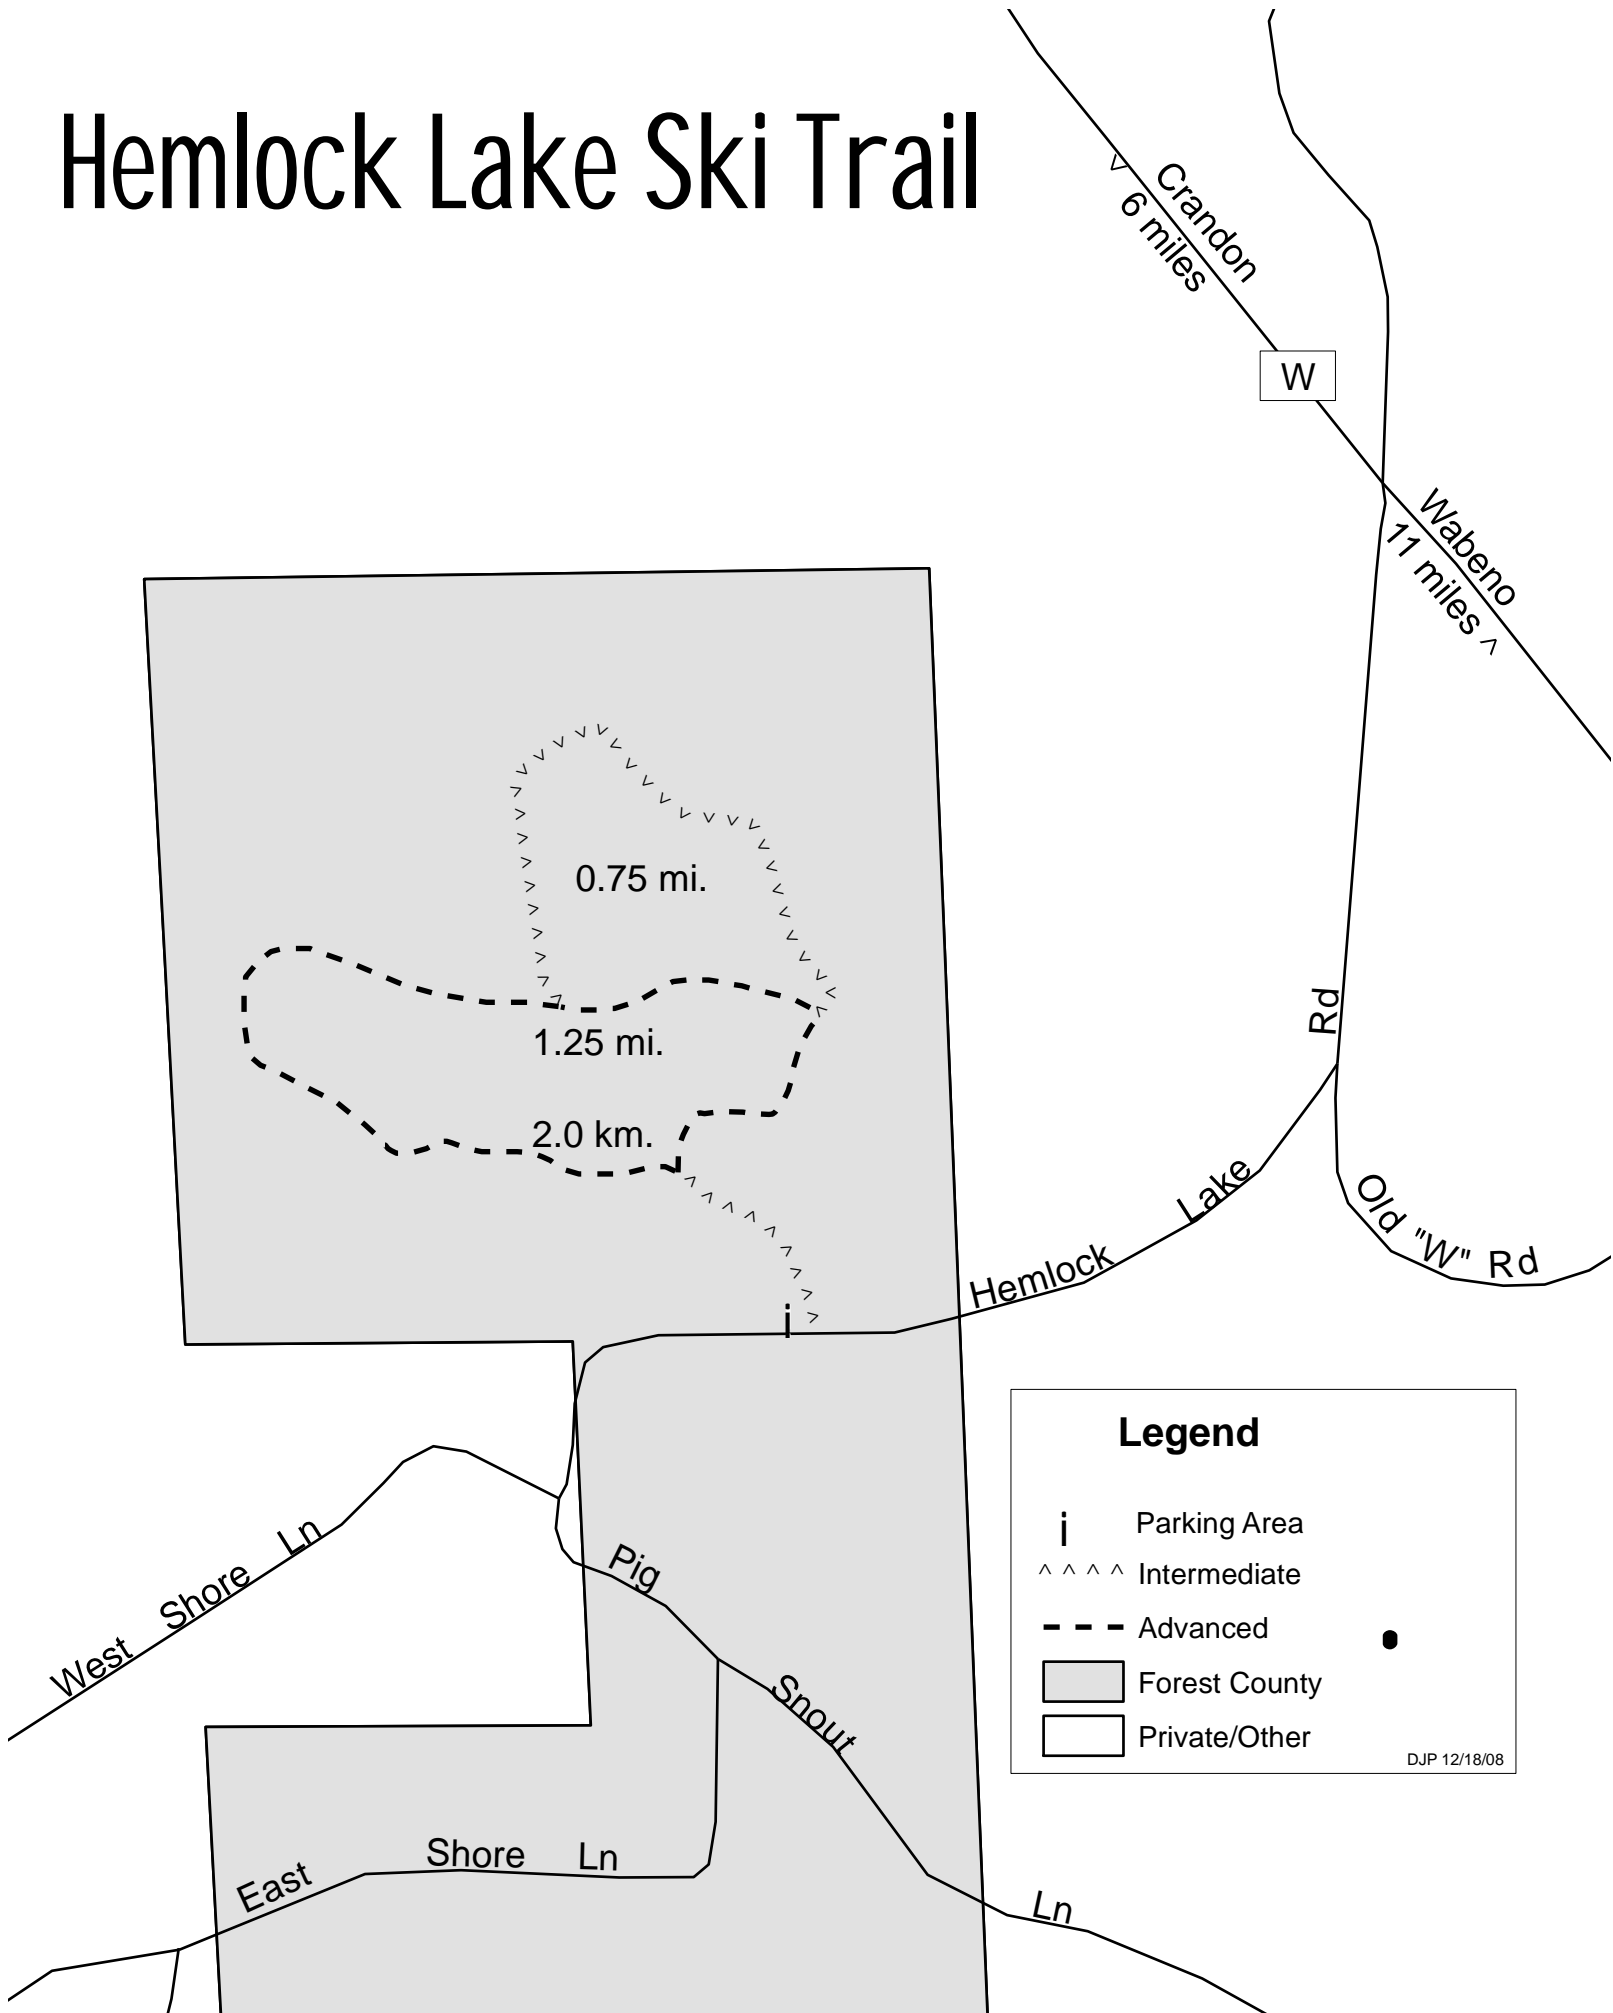 Hemlock Lake Ski Trail
Crandon
< 6 miles
W
Wabeno
11 miles >
0.75 mi.
1.25 mi.
2.0 km.
Hemlock Lake Rd
Old "W" Rd
i
West Shore Ln
Pig Snout Ln
East Shore Ln
Legend
i Parking Area
^ ^ ^ ^ Intermediate
Advanced
Forest County
Private/Other
DJP 12/18/08